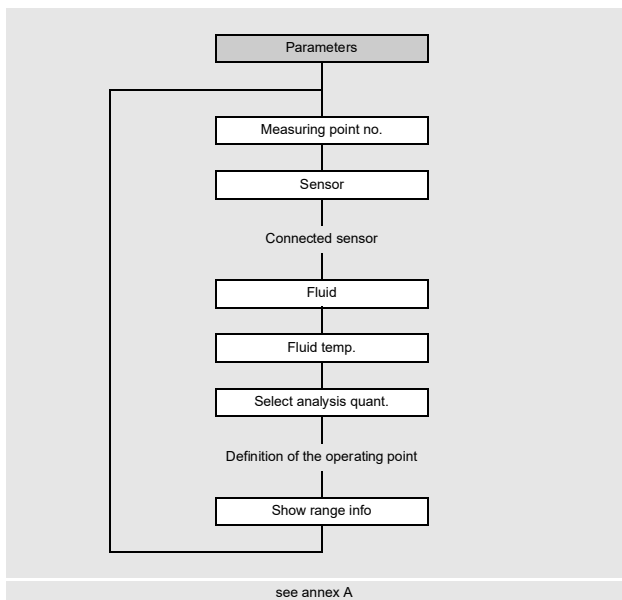 Parameters
Measuring point no.
Sensor
Connected sensor
Fluid
Fluid temp.
Select analysis quant.
Definition of the operating point
Show range info
see annex A